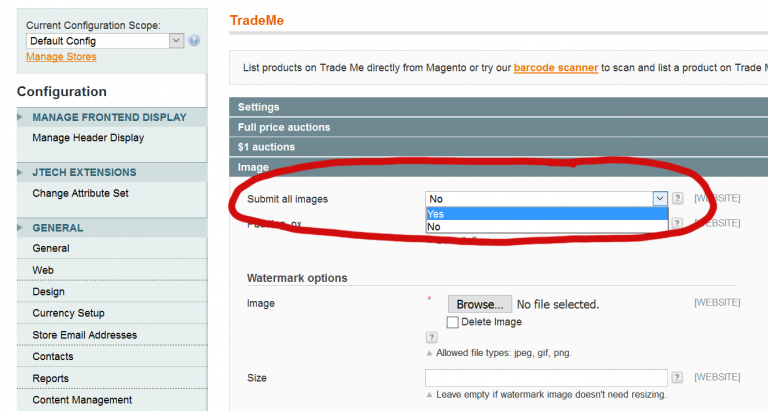 Current Configuration Scope:
Default Config
Manage Stores
Configuration
MANAGE FRONTEND DISPLAY
Manage Header Display
JTECH EXTENSIONS
Change Attribute Set
GENERAL
General
Web
Design
Currency Setup
Store Email Addresses
Contacts
Reports
Content Management
TradeMe
List products on Trade Me directly from Magento or try our barcode scanner to scan and list a product on Trade M
Settings
Full price auctions
$1 auctions
Image
Submit all images No ? [WEBSITE]
Yes
No
px ? [WEBSITE]
Watermark options
Image * Browse... No file selected. [WEBSITE]
Delete Image
?
Allowed file types: jpeg, gif, png.
Size ? [WEBSITE]
Leave empty if watermark image doesn't need resizing.